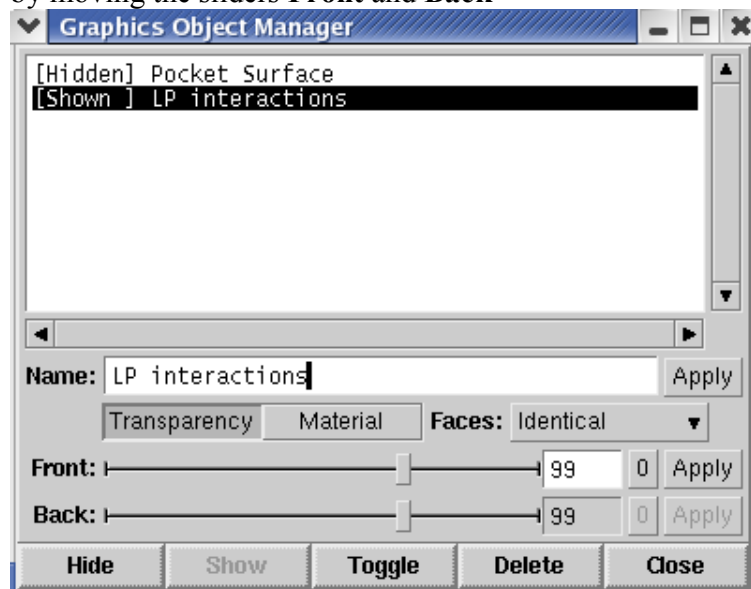 by moving the sliders Front and Back
Graphics Object Manager
[Hidden] Pocket Surface
[Shown ] LP interactions
Name: LP interactions Apply
Transparency Material Faces: Identical
Front: 99 0 Apply
Back: 99 0 Apply
Hide Show Toggle Delete Close